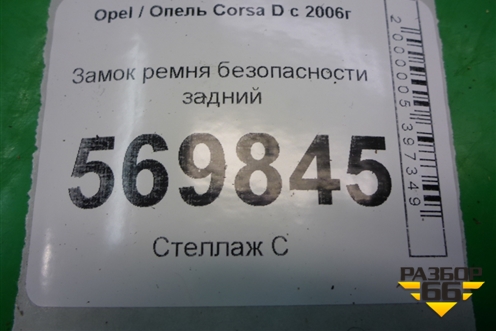 Opel / Опель Corsa D с 2006г
Замок ремня безопасности
задний
569845
Стеллаж С
2000005397349
РАЗБОР
66